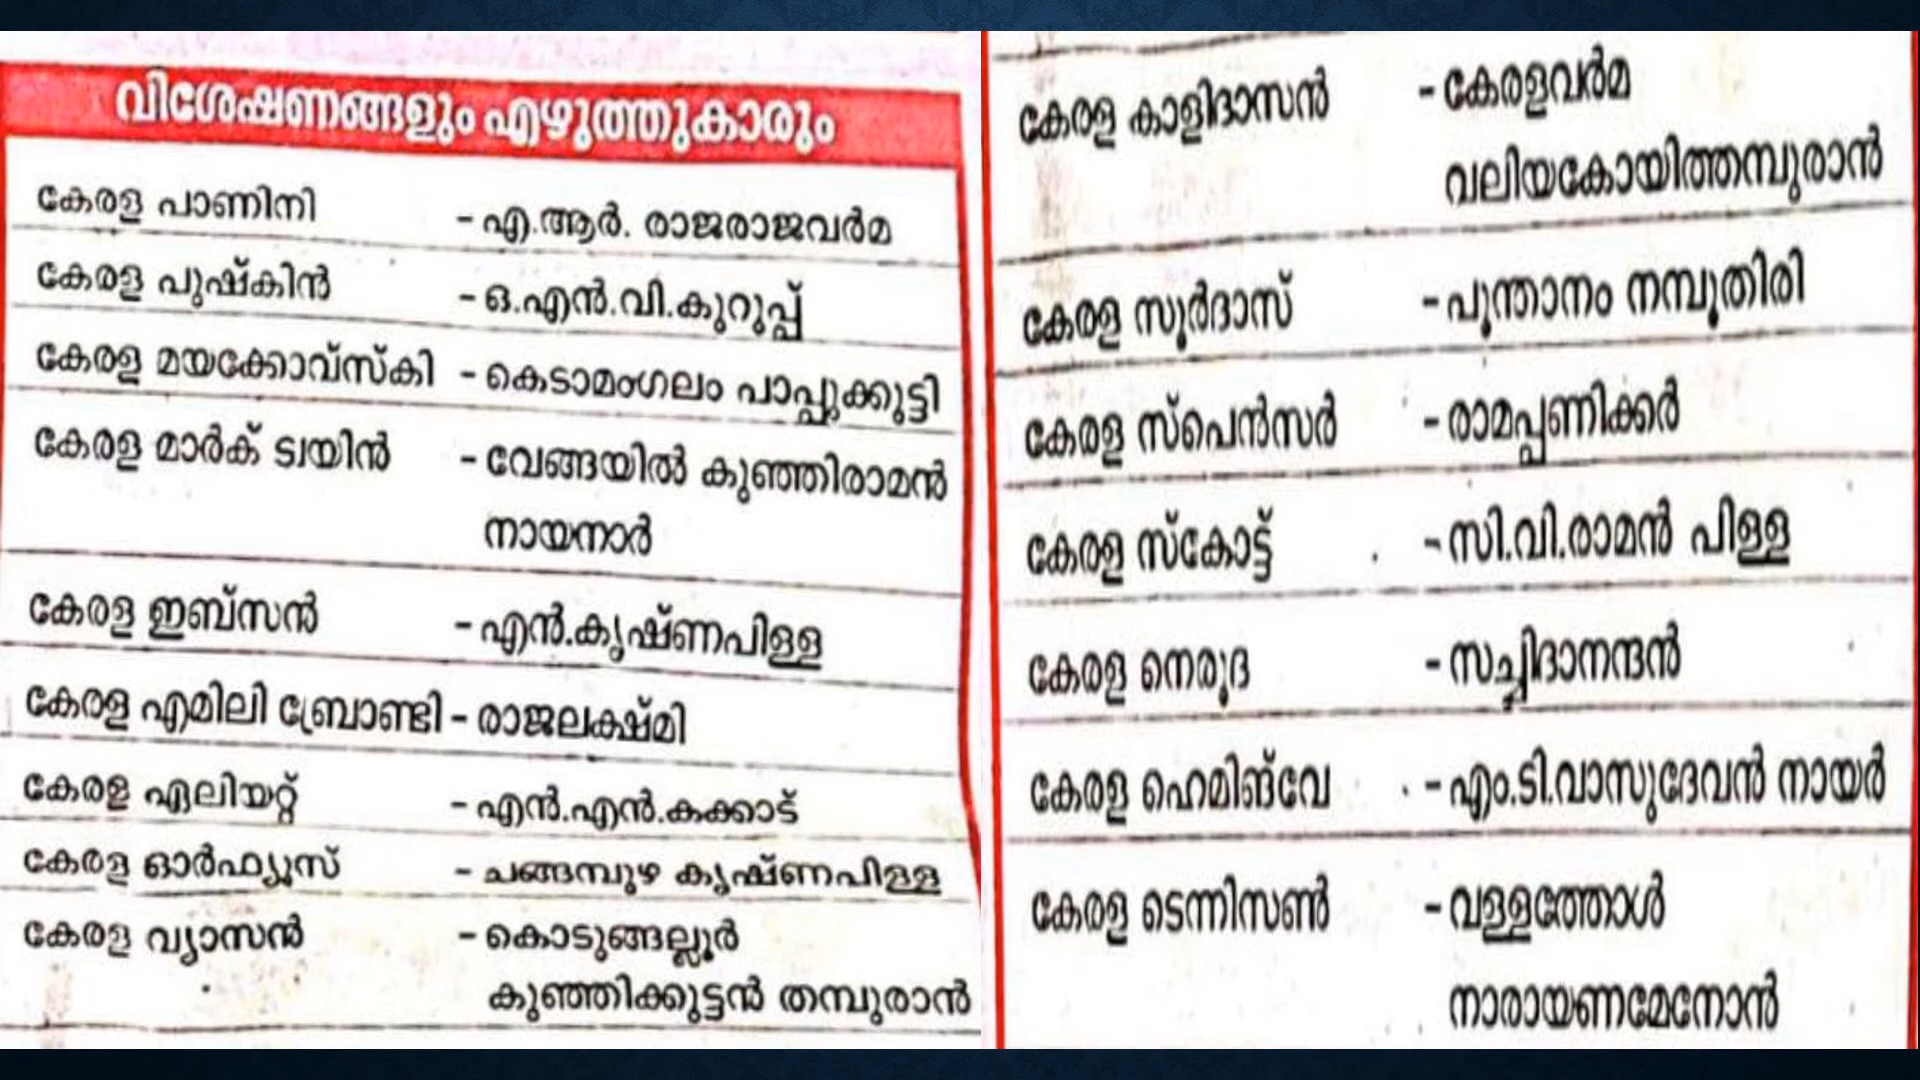 വിശേഷണങ്ങളും എഴുത്തുകാരും
കേരള പാണിനി - എ.ആർ. രാജരാജവർമ
കേരള പുഷ്കിൻ - ഒ.എൻ.വി.കുറുപ്പ്
കേരള മയക്കോവ്സ്കി - കെടാമംഗലം പാപ്പുക്കുട്ടി
കേരള മാർക് ട്വയിൻ - വേങ്ങയിൽ കുഞ്ഞിരാമൻ
നായനാർ
കേരള ഇബ്സൻ - എൻ.കൃഷ്ണപിള്ള
കേരള എമിലി ബ്രോണ്ടി - രാജലക്ഷ്മി
കേരള ഏലിയറ്റ് - എൻ.എൻ.കക്കാട്
കേരള ഓർഫ്യൂസ് - ചങ്ങമ്പുഴ കൃഷ്ണപിള്ള
കേരള വ്യാസൻ - കൊടുങ്ങല്ലൂർ
കുഞ്ഞിക്കുട്ടൻ തമ്പുരാൻ
കേരള കാളിദാസൻ - കേരളവർമ
വലിയകോയിത്തമ്പുരാൻ
കേരള സൂർദാസ് - പൂന്താനം നമ്പൂതിരി
കേരള സ്പെൻസർ - രാമപ്പണിക്കർ
കേരള സ്കോട്ട് - സി.വി.രാമൻ പിള്ള
കേരള നെരൂദ - സച്ചിദാനന്ദൻ
കേരള ഹെമിങ്‌വേ - എം.ടി.വാസുദേവൻ നായർ
കേരള ടെന്നിസൺ - വള്ളത്തോൾ
നാരായണമേനോൻ